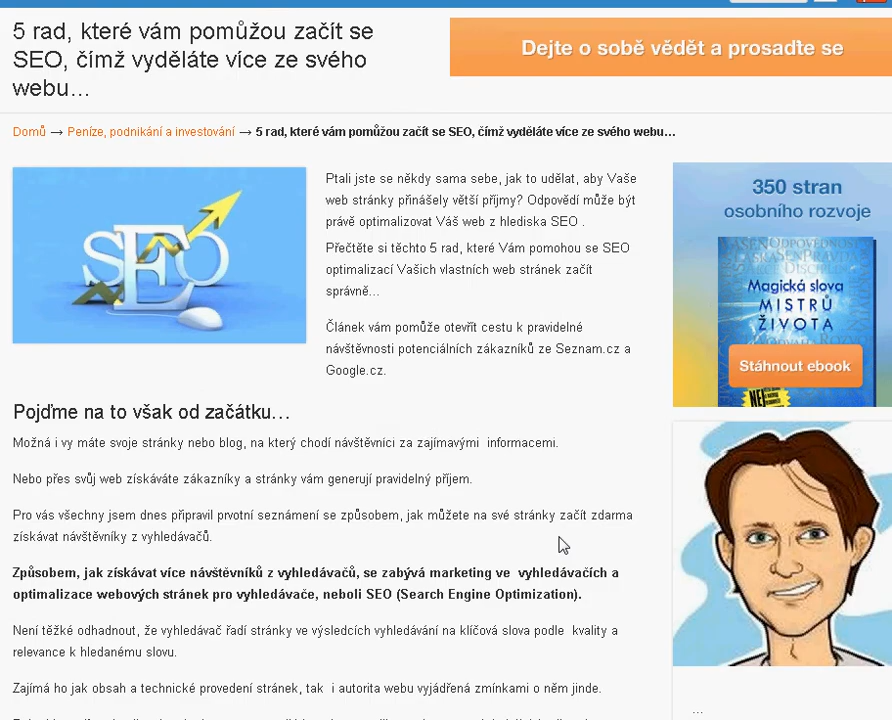 5 rad, které vám pomůžou začít se
SEO, čímž vyděláte více ze svého
webu...
Dejte o sobě vědět a prosaďte se
Domů → Peníze, podnikání a investování → 5 rad, které vám pomůžou začít se SEO, čímž vyděláte více ze svého webu...
SEO
Ptali jste se někdy sama sebe, jak to udělat, aby Vaše
web stránky přinášely větší příjmy? Odpovědí může být
právě optimalizovat Váš web z hlediska SEO .
Přečtěte si těchto 5 rad, které Vám pomohou se SEO
optimalizací Vašich vlastních web stránek začít
správně...
Článek vám pomůže otevřít cestu k pravidelné
návštěvnosti potenciálních zákazníků ze Seznam.cz a
Google.cz.
350 stran
osobního rozvoje
Magická slova
MISTRŮ
ŽIVOTA
Stáhnout ebook
Pojďme na to však od začátku...
Možná i vy máte svoje stránky nebo blog, na který chodí návštěvníci za zajímavými informacemi.
Nebo přes svůj web získáváte zákazníky a stránky vám generují pravidelný příjem.
Pro vás všechny jsem dnes připravil prvotní seznámení se způsobem, jak můžete na své stránky začít zdarma
získávat návštěvníky z vyhledávačů.
Způsobem, jak získávat více návštěvníků z vyhledávačů, se zabývá marketing ve vyhledávačích a
optimalizace webových stránek pro vyhledávače, neboli SEO (Search Engine Optimization).
Není těžké odhadnout, že vyhledávač řadí stránky ve výsledcích vyhledávání na klíčová slova podle kvality a
relevance k hledanému slovu.
Zajímá ho jak obsah a technické provedení stránek, tak i autorita webu vyjádřená zmínkami o něm jinde.
...